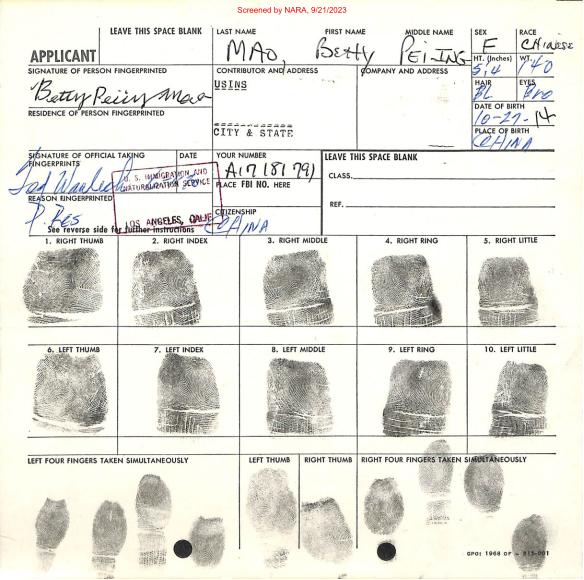 Screened by NARA, 9/21/2023
LEAVE THIS SPACE BLANK
APPLICANT
LAST NAME FIRST NAME MIDDLE NAME
MAO, Betty Pei-ING
SEX F
RACE Chinese
HT. (Inches) 5,4
WT. 140
SIGNATURE OF PERSON FINGERPRINTED
Betty Peiing Mao
CONTRIBUTOR AND ADDRESS
USINS
CITY & STATE
COMPANY AND ADDRESS
HAIR BL
EYES Bro
RESIDENCE OF PERSON FINGERPRINTED
DATE OF BIRTH
10-27-14
PLACE OF BIRTH
CHINA
SIGNATURE OF OFFICIAL TAKING FINGERPRINTS
DATE
U. S. IMMIGRATION AND
NATURALIZATION SERVICE
LOS ANGELES, CALIF.
YOUR NUMBER
A17 181 791
PLACE FBI NO. HERE
LEAVE THIS SPACE BLANK
CLASS.
REF.
REASON FINGERPRINTED
P Res
CITIZENSHIP
CHINA
See reverse side for further instructions
1. RIGHT THUMB 2. RIGHT INDEX 3. RIGHT MIDDLE 4. RIGHT RING 5. RIGHT LITTLE
6. LEFT THUMB 7. LEFT INDEX 8. LEFT MIDDLE 9. LEFT RING 10. LEFT LITTLE
LEFT FOUR FINGERS TAKEN SIMULTANEOUSLY LEFT THUMB RIGHT THUMB RIGHT FOUR FINGERS TAKEN SIMULTANEOUSLY
GPO: 1968 OF - 315-001